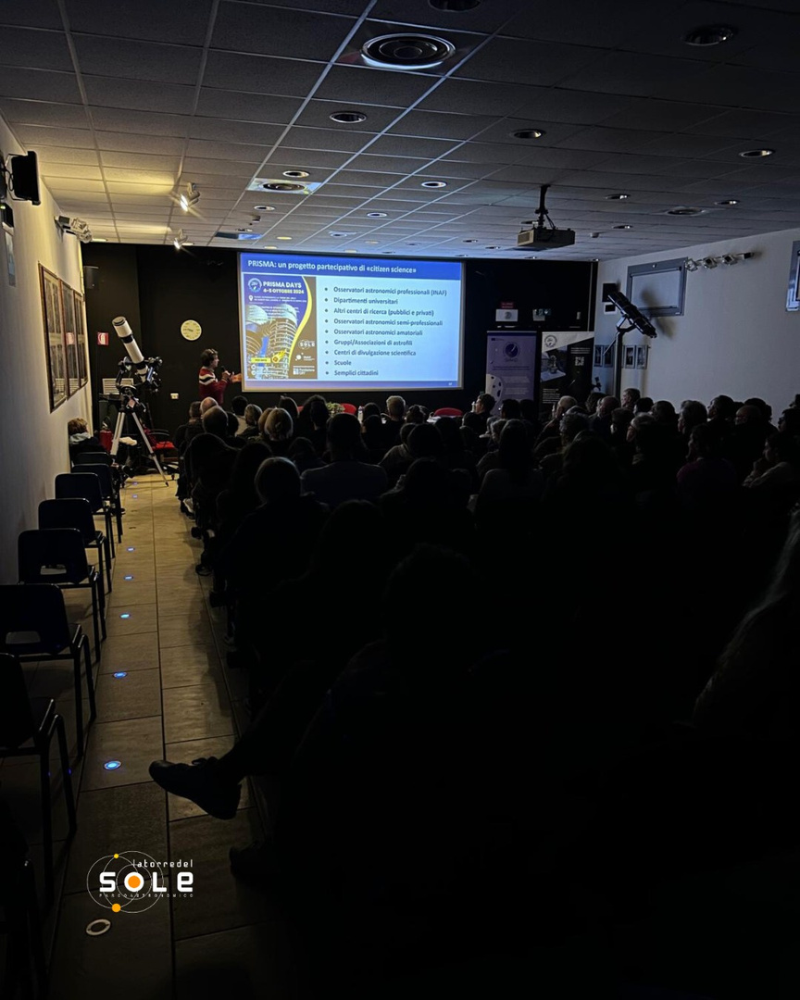 PRISMA: un progetto partecipativo di «citizen science»
PRISMA DAYS
4-5 OTTOBRE 2024
• Osservatori astronomici professionali (INAF)
• Dipartimenti universitari
• Altri centri di ricerca (pubblici e privati)
• Osservatori astronomici semi-professionali
• Osservatori astronomici amatoriali
• Gruppi/Associazioni di astrofili
• Centri di divulgazione scientifica
• Scuole
• Semplici cittadini
latorredel
SOLE
PARCOASTRONOMICO